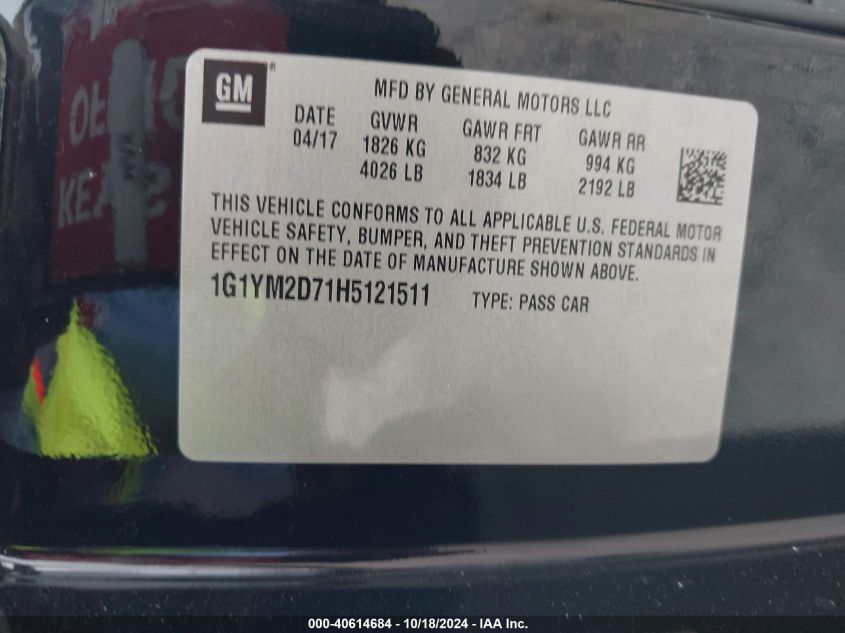 GM ®
MFD BY GENERAL MOTORS LLC
DATE GVWR GAWR FRT GAWR RR
04/17 1826 KG 832 KG 994 KG
4026 LB 1834 LB 2192 LB
THIS VEHICLE CONFORMS TO ALL APPLICABLE U.S. FEDERAL MOTOR
VEHICLE SAFETY, BUMPER, AND THEFT PREVENTION STANDARDS IN
EFFECT ON THE DATE OF MANUFACTURE SHOWN ABOVE.
1G1YM2D71H5121511 TYPE: PASS CAR
000-40614684 - 10/18/2024 - IAA Inc.